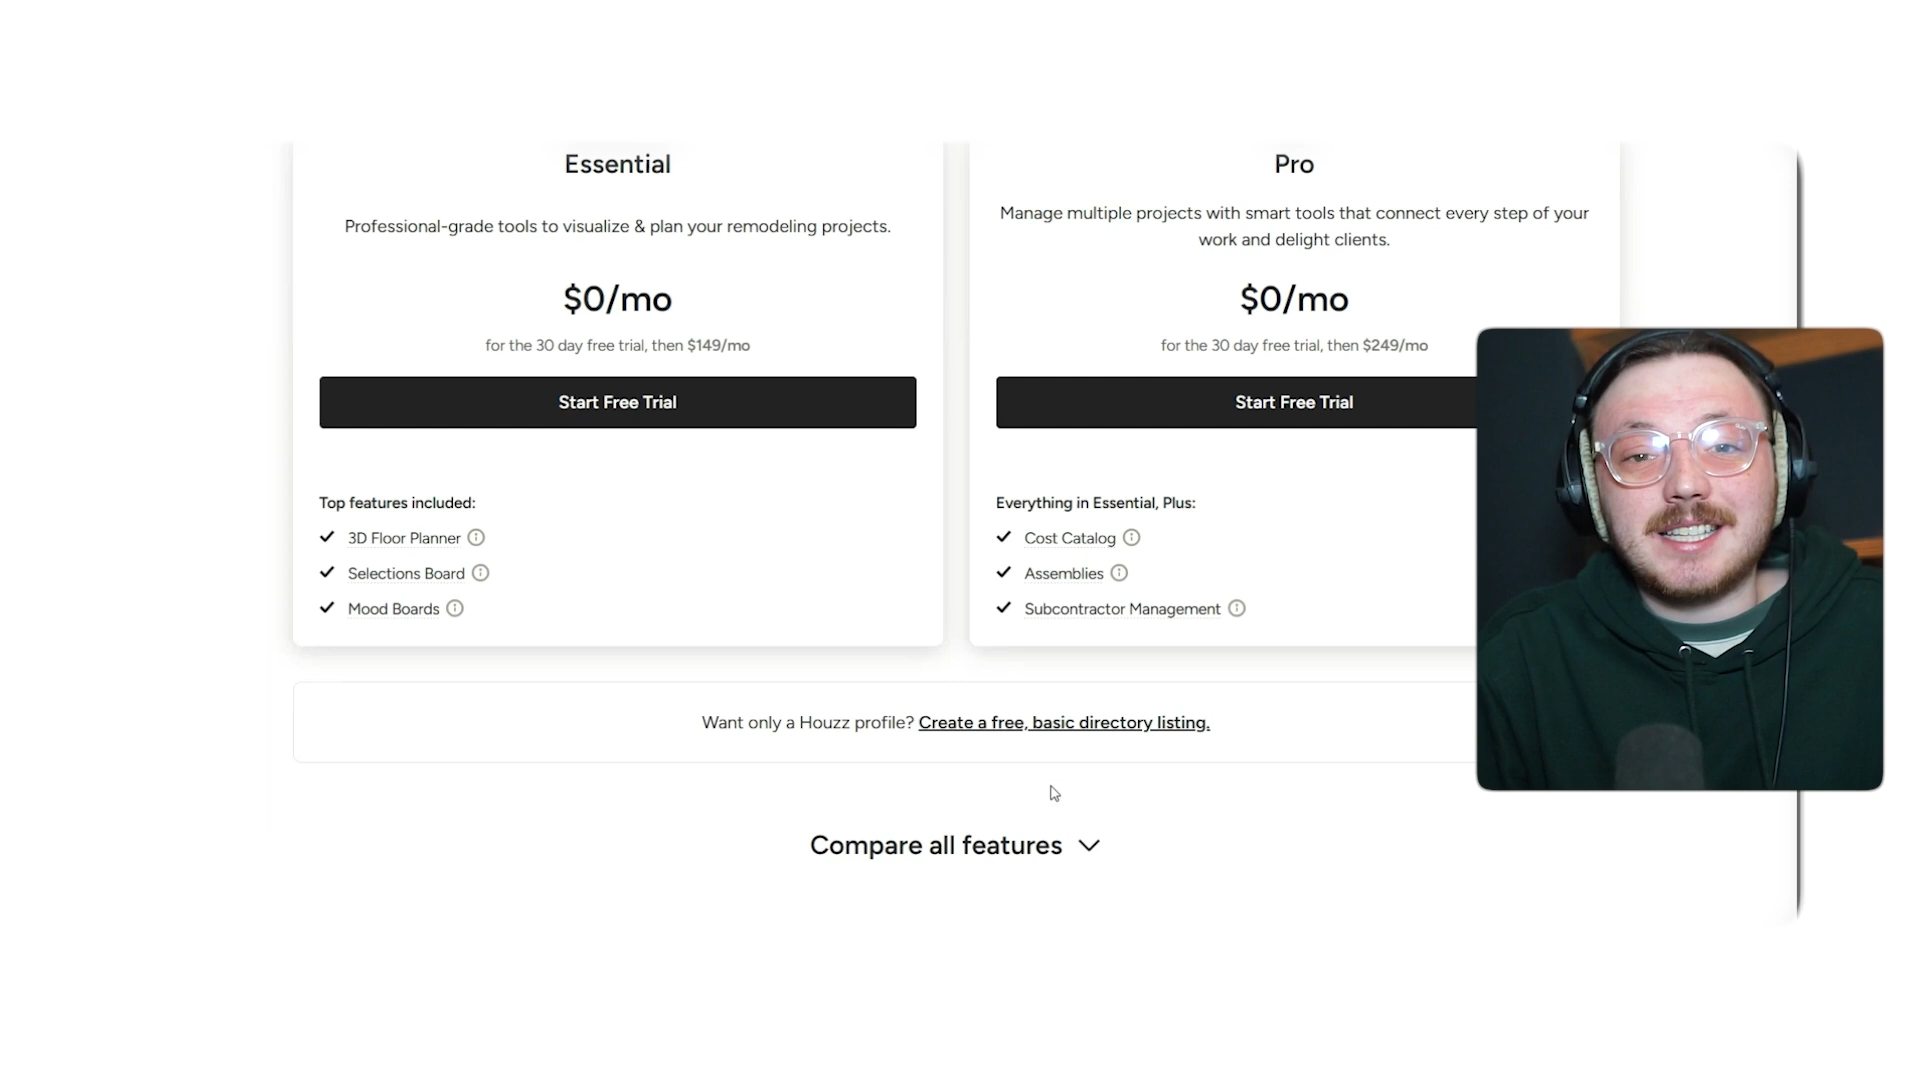 Essential
Professional-grade tools to visualize & plan your remodeling projects.
$0/mo
for the 30 day free trial, then $149/mo
Start Free Trial
Top features included:
3D Floor Planner
Selections Board
Mood Boards
Pro
Manage multiple projects with smart tools that connect every step of your
work and delight clients.
$0/mo
for the 30 day free trial, then $249/mo
Start Free Trial
Everything in Essential, Plus:
Cost Catalog
Assemblies
Subcontractor Management
Want only a Houzz profile? Create a free, basic directory listing.
Compare all features